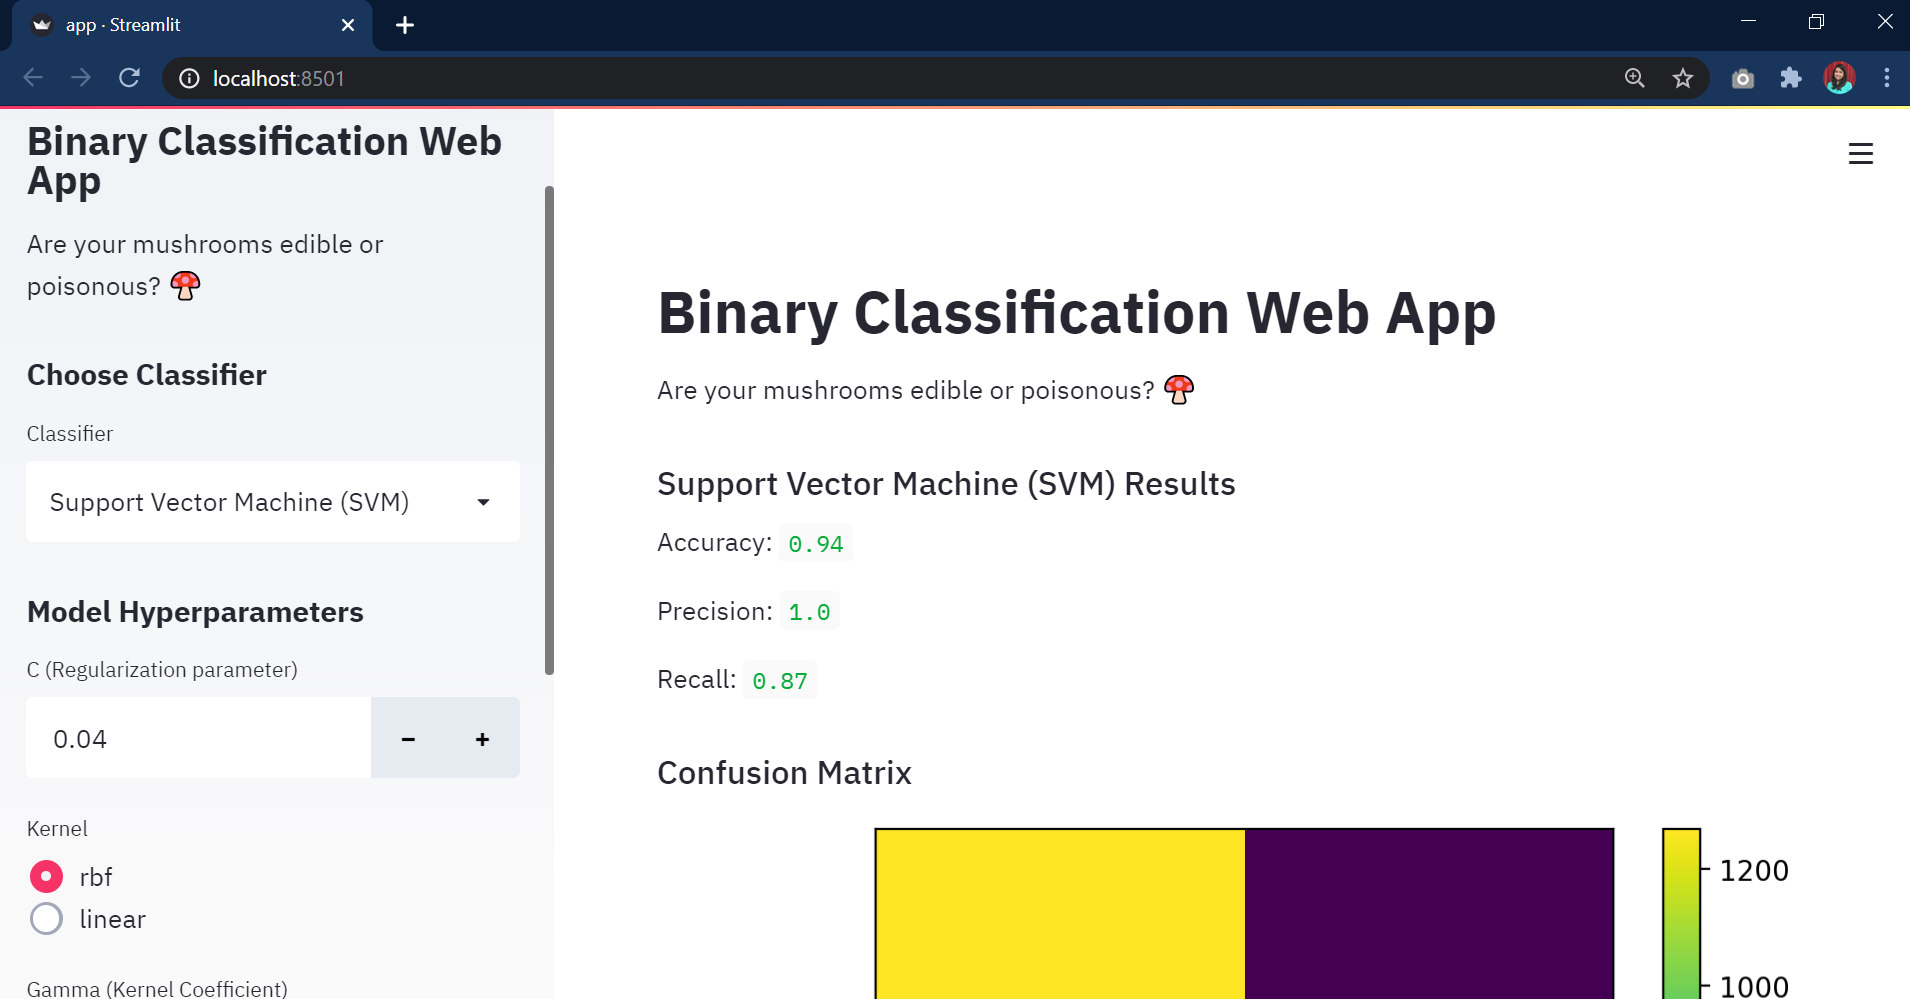 app · Streamlit
localhost:8501
Binary Classification Web
App
Are your mushrooms edible or
poisonous? 🍄
Choose Classifier
Classifier
Support Vector Machine (SVM)
Model Hyperparameters
C (Regularization parameter)
0.04
Kernel
rbf
linear
Gamma (Kernel Coefficient)
Binary Classification Web App
Are your mushrooms edible or poisonous? 🍄
Support Vector Machine (SVM) Results
Accuracy: 0.94
Precision: 1.0
Recall: 0.87
Confusion Matrix
1200
1000